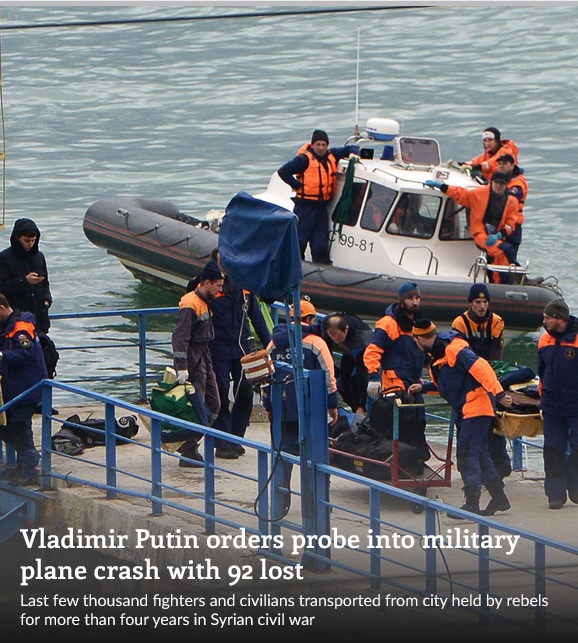 C 199-81
Vladimir Putin orders probe into military
plane crash with 92 lost
Last few thousand fighters and civilians transported from city held by rebels
for more than four years in Syrian civil war